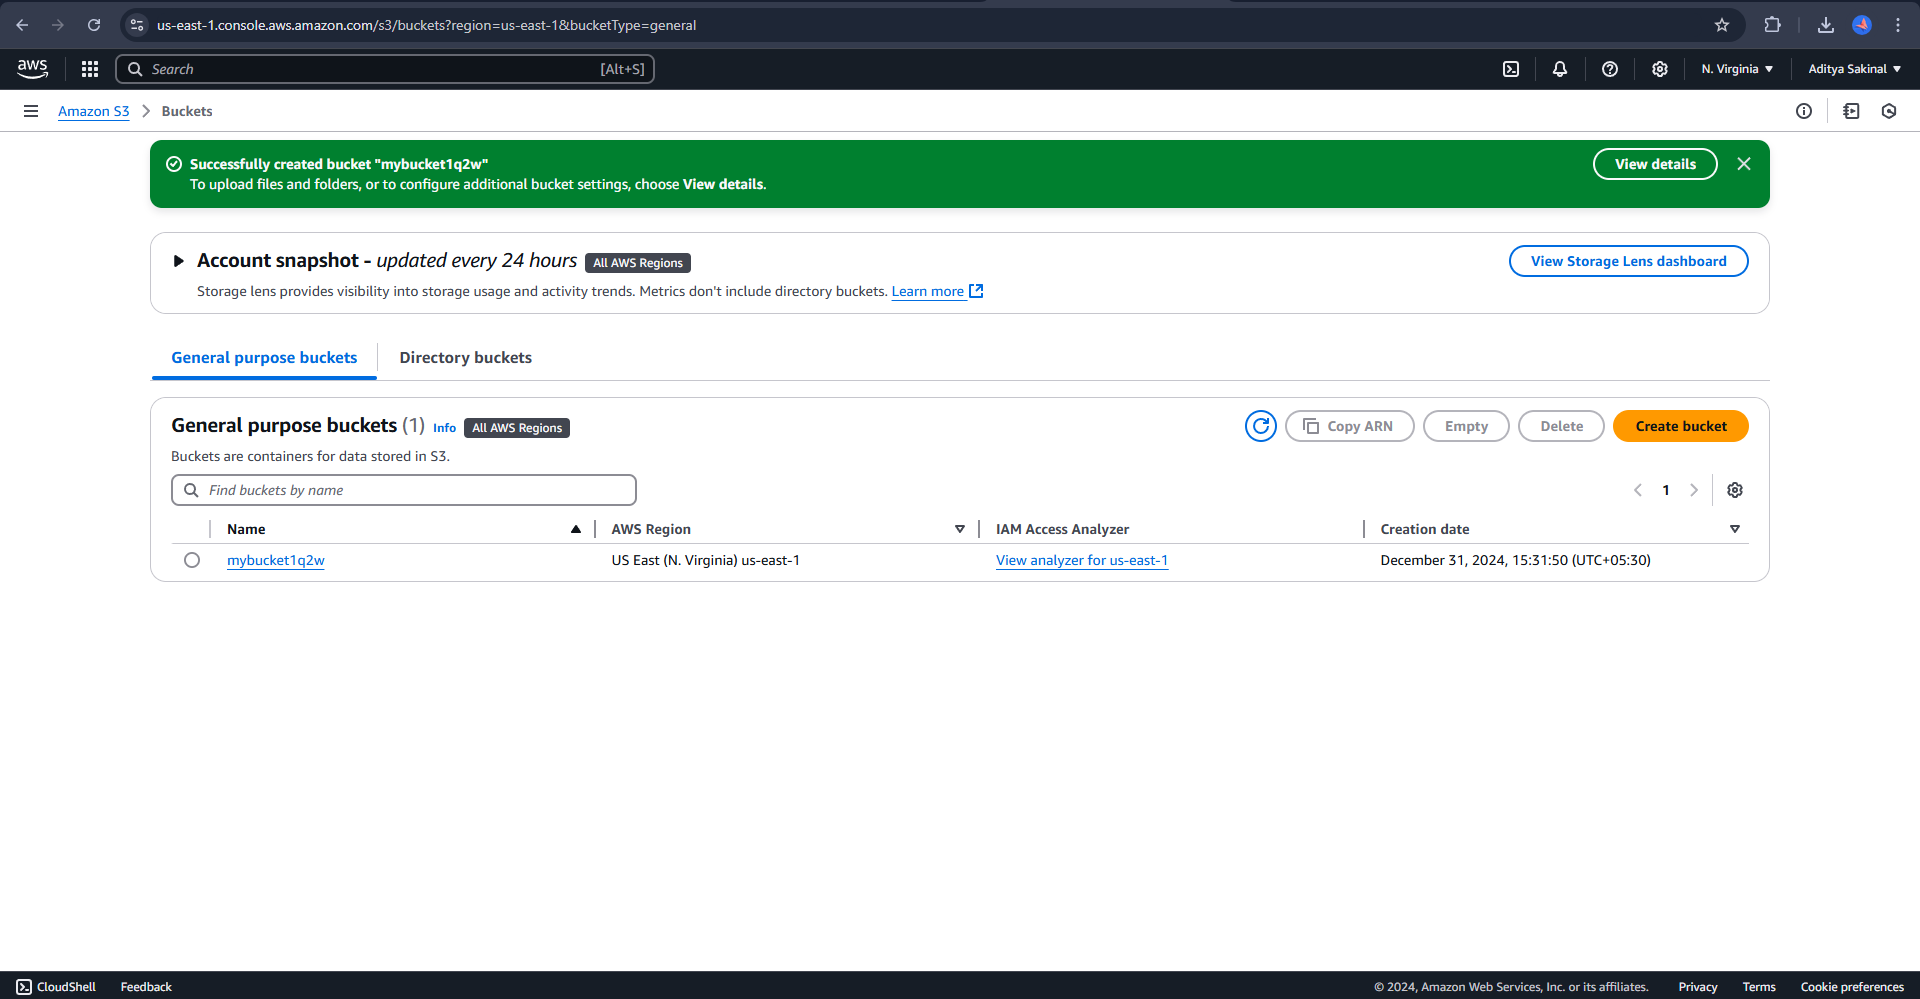 us-east-1.console.aws.amazon.com/s3/buckets?region=us-east-1&bucketType=general
aws Search [Alt+S] N. Virginia Aditya Sakinal
Amazon S3 Buckets
Successfully created bucket "mybucket1q2w" View details
To upload files and folders, or to configure additional bucket settings, choose View details.
Account snapshot - updated every 24 hours All AWS Regions View Storage Lens dashboard
Storage lens provides visibility into storage usage and activity trends. Metrics don't include directory buckets. Learn more
General purpose buckets Directory buckets
General purpose buckets (1) Info All AWS Regions Copy ARN Empty Delete Create bucket
Buckets are containers for data stored in S3.
Find buckets by name 1
Name AWS Region IAM Access Analyzer Creation date
mybucket1q2w US East (N. Virginia) us-east-1 View analyzer for us-east-1 December 31, 2024, 15:31:50 (UTC+05:30)
CloudShell Feedback © 2024, Amazon Web Services, Inc. or its affiliates. Privacy Terms Cookie preferences